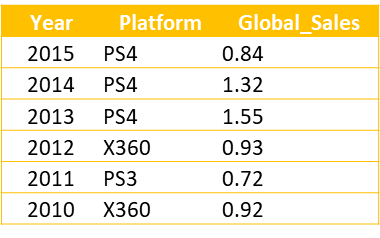 Year Platform Global_Sales
2015 PS4 0.84
2014 PS4 1.32
2013 PS4 1.55
2012 X360 0.93
2011 PS3 0.72
2010 X360 0.92